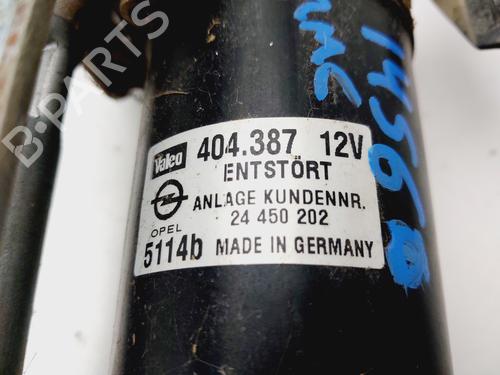 Valeo 404.387 12V
ENTSTÖRT
ANLAGE KUNDENNR.
OPEL 24 450 202
5114b MADE IN GERMANY
B-PARTS